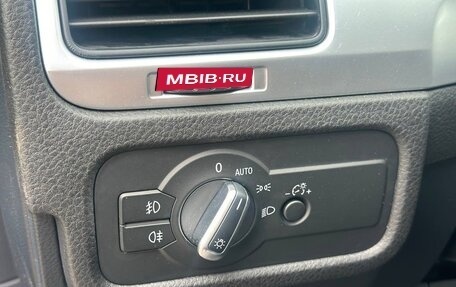 MBIB·RU
0
AUTO
- +